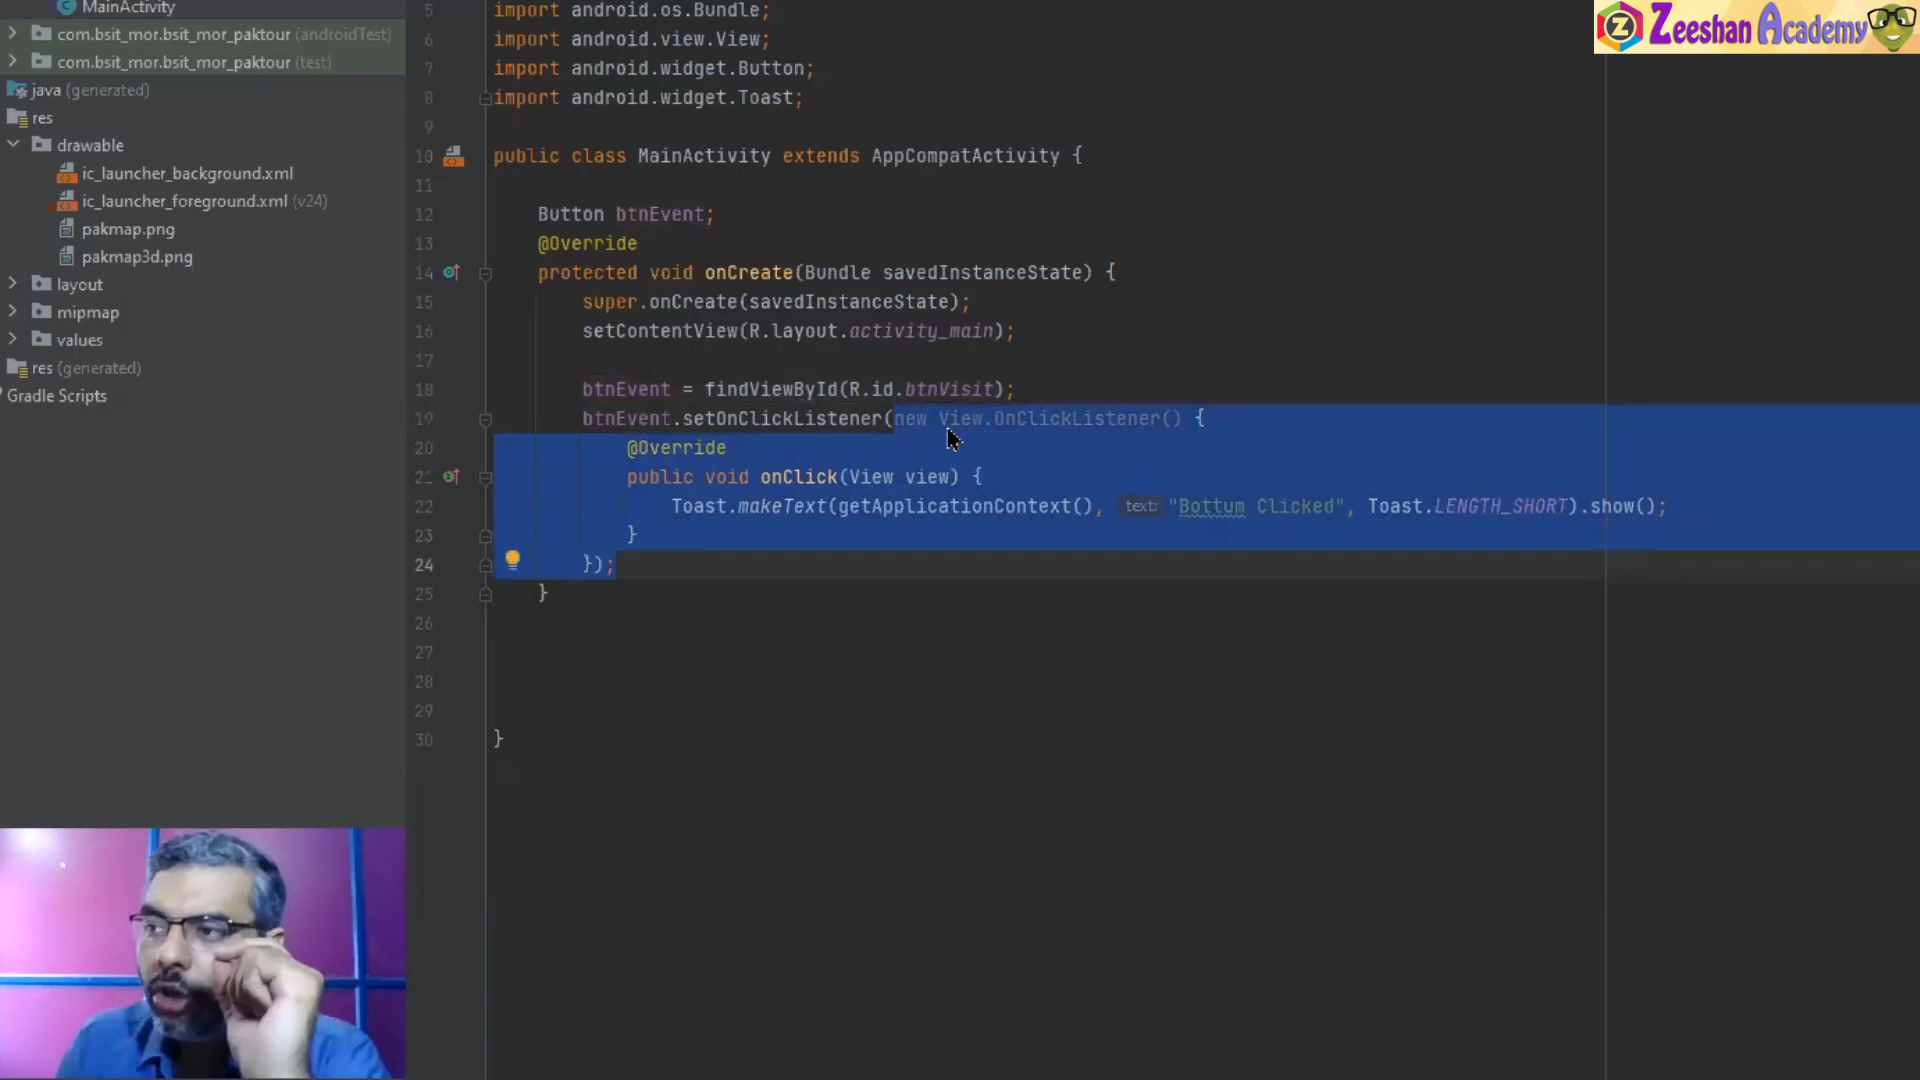 MainActivity
com.bsit_mor.bsit_mor_paktour (androidTest)
com.bsit_mor.bsit_mor_paktour (test)
java (generated)
res
drawable
ic_launcher_background.xml
ic_launcher_foreground.xml (v24)
pakmap.png
pakmap3d.png
layout
mipmap
values
res (generated)
Gradle Scripts
5 import android.os.Bundle;
6 import android.view.View;
7 import android.widget.Button;
8 import android.widget.Toast;
9
10 public class MainActivity extends AppCompatActivity {
11
12 Button btnEvent;
13 @Override
14 protected void onCreate(Bundle savedInstanceState) {
15 super.onCreate(savedInstanceState);
16 setContentView(R.layout.activity_main);
17
18 btnEvent = findViewById(R.id.btnVisit);
19 btnEvent.setOnClickListener(new View.OnClickListener() {
20 @Override
21 public void onClick(View view) {
22 Toast.makeText(getApplicationContext(), text: "Bottum Clicked", Toast.LENGTH_SHORT).show();
23 }
24 });
25 }
26
27
28
29
30 }
Z Zeeshan Academy